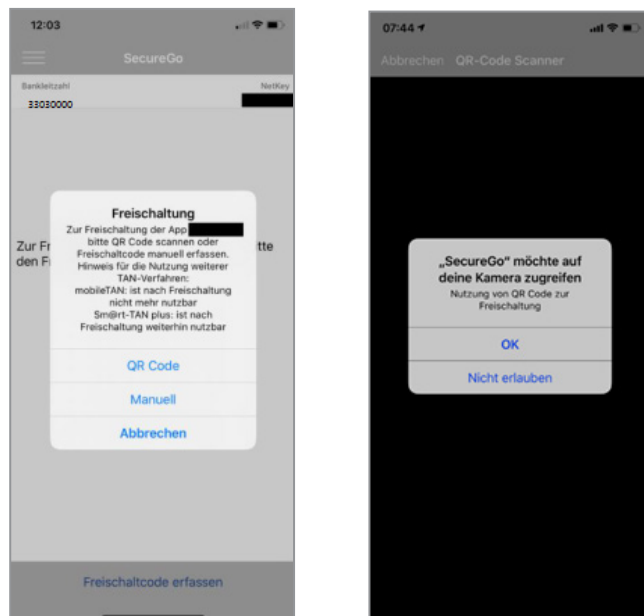 12:03
SecureGo
Bankleitzahl NetKey
33030000
Freischaltung
Zur Freischaltung der App
bitte QR Code scannen oder
Freischaltcode manuell erfassen.
Hinweis für die Nutzung weiterer
TAN-Verfahren:
mobileTAN: ist nach Freischaltung
nicht mehr nutzbar
Sm@rt-TAN plus: ist nach
Freischaltung weiterhin nutzbar
Zur Fr tte
den F
QR Code
Manuell
Abbrechen
Freischaltcode erfassen
07:44
Abbrechen QR-Code Scanner
„SecureGo“ möchte auf
deine Kamera zugreifen
Nutzung von QR Code zur
Freischaltung
OK
Nicht erlauben